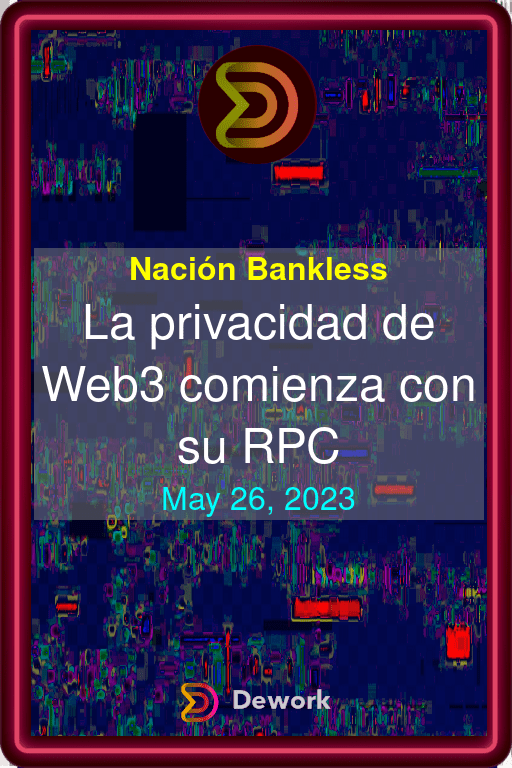 Nación Bankless
La privacidad de
Web3 comienza con
su RPC
May 26, 2023
Dework